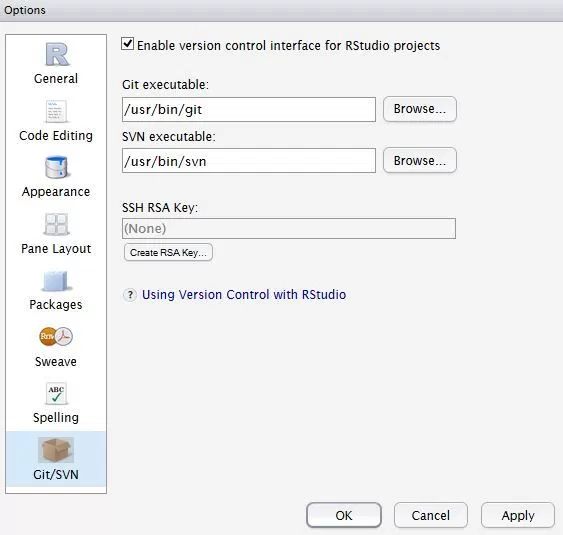 Options
R
General
Code Editing
Appearance
Pane Layout
Packages
Rnw
Sweave
ABC
Spelling
Git/SVN
Enable version control interface for RStudio projects
Git executable:
/usr/bin/git
Browse...
SVN executable:
/usr/bin/svn
Browse...
SSH RSA Key:
(None)
Create RSA Key...
? Using Version Control with RStudio
OK
Cancel
Apply